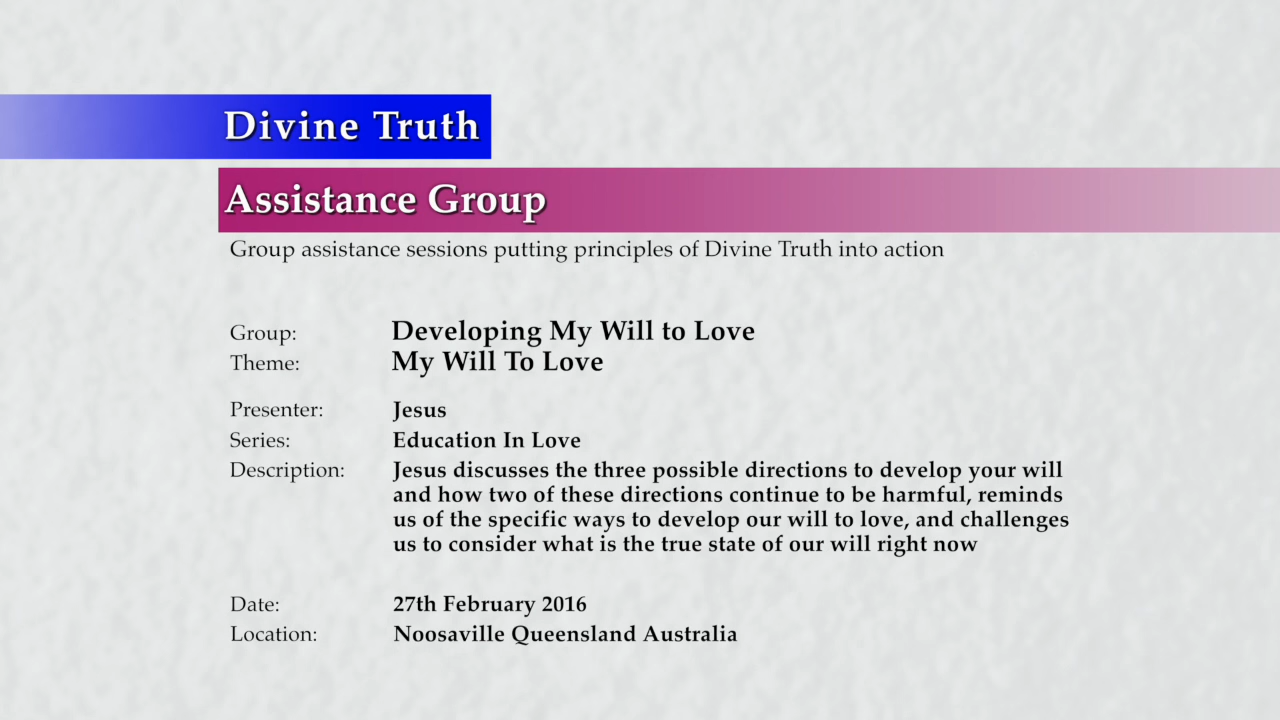 Divine Truth
Assistance Group
Group assistance sessions putting principles of Divine Truth into action
Group: Developing My Will to Love
Theme: My Will To Love
Presenter: Jesus
Series: Education In Love
Description: Jesus discusses the three possible directions to develop your will
and how two of these directions continue to be harmful, reminds
us of the specific ways to develop our will to love, and challenges
us to consider what is the true state of our will right now
Date: 27th February 2016
Location: Noosaville Queensland Australia